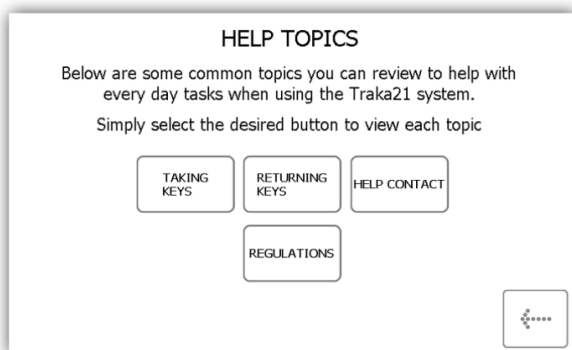 HELP TOPICS
Below are some common topics you can review to help with
every day tasks when using the Traka21 system.
Simply select the desired button to view each topic
TAKING
KEYS
RETURNING
KEYS
HELP CONTACT
REGULATIONS